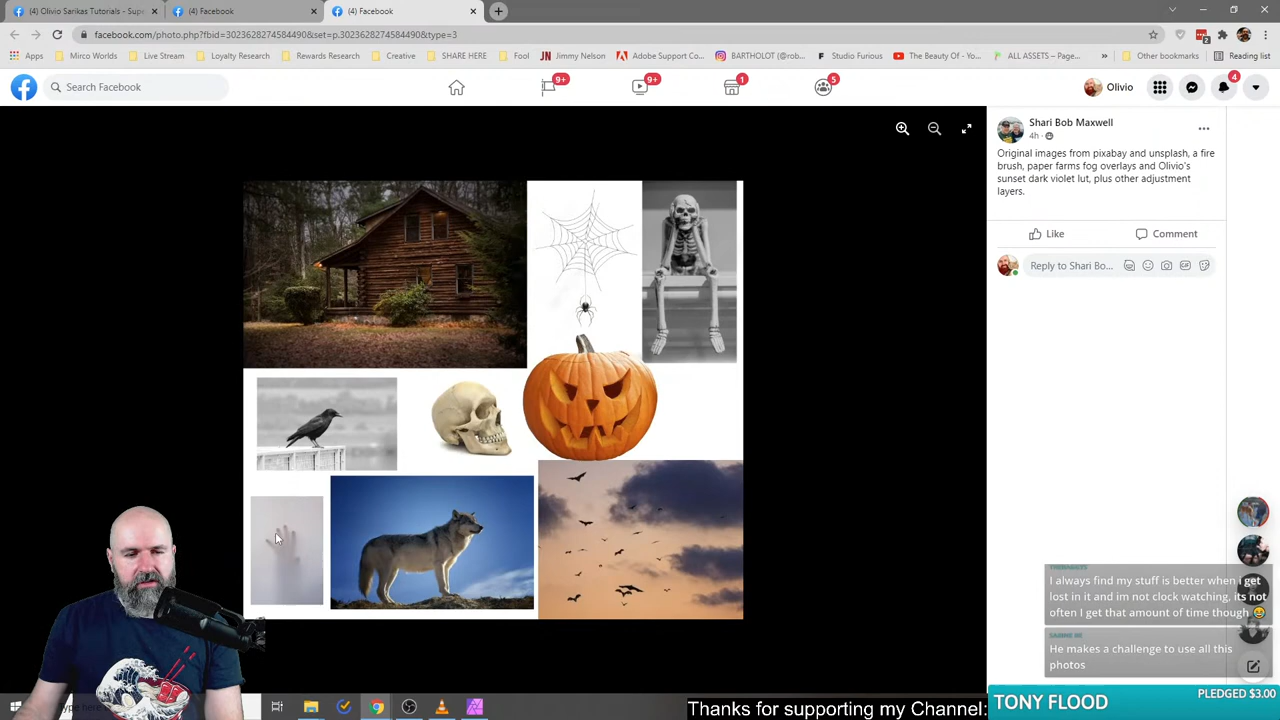 (4) Olivio Sarikas Tutorials - Sup
(4) Facebook
(4) Facebook
facebook.com/photo.php?fbid=3023628274584490&set=p.3023628274584490&type=3
Apps
Mirco Worlds
Live Stream
Loyalty Research
Rewards Research
Creative
SHARE HERE
Fool
Jimmy Nelson
Adobe Support Co...
BARTHOLOT (@rob...
Studio Furious
The Beauty Of - Yo...
ALL ASSETS – Page...
Other bookmarks
Reading list
Search Facebook
9+
9+
1
5
Olivio
4
Shari Bob Maxwell
4h
Original images from pixabay and unsplash, a fire
brush, paper farms fog overlays and Olivio's
sunset dark violet lut, plus other adjustment
layers.
Like
Comment
Reply to Shari Bo...
I always find my stuff is better when i get
lost in it and im not clock watching, its not
often I get that amount of time though
He makes a challenge to use all this
photos
TONY FLOOD
PLEDGED $3.00
Thanks for supporting my Channel: